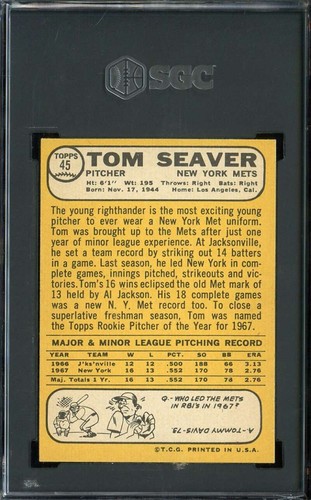 SGC
TOPPS
45
TOM SEAVER
PITCHER NEW YORK METS
Ht: 6'1" Wt: 195 Throws: Right Bats: Right
Born: Nov. 17, 1944 Home: Los Angeles, Cal.
The young righthander is the most exciting young
pitcher to ever wear a New York Met uniform.
Tom was brought up to the Mets after just one
year of minor league experience. At Jacksonville,
he set a team record by striking out 14 batters
in a game. Last season, he led New York in com-
plete games, innings pitched, strikeouts and vic-
tories. Tom's 16 wins eclipsed the old Met mark of
13 held by Al Jackson. His 18 complete games
was a new N. Y. Met record too. To close a
superlative freshman season, Tom was named
the Topps Rookie Pitcher of the Year for 1967.
MAJOR & MINOR LEAGUE PITCHING RECORD
YEAR TEAM W L PCT. SO BB ERA
1966 J'ks'nville 12 12 .500 188 66 3.13
1967 New York 16 13 .552 170 78 2.76
Maj. Totals 1 Yr. 16 13 .552 170 78 2.76
Q.-WHO LED THE METS
IN RBI'S IN 1967?
A-TOMMY DAVIS-73.
©T.C.G. PRINTED IN U.S.A.